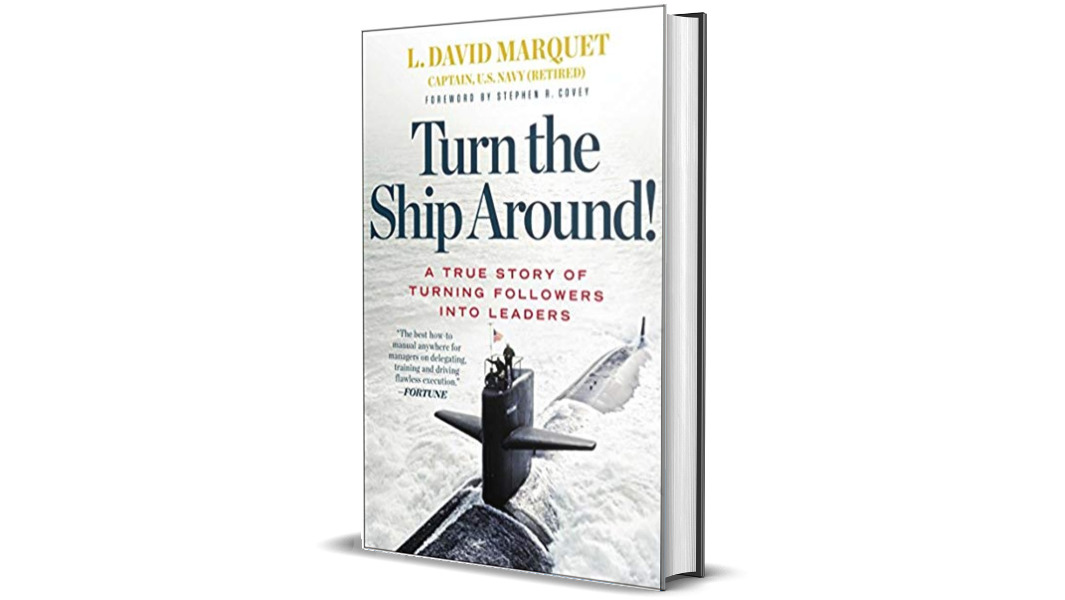 L. DAVID MARQUET
CAPTAIN, U.S. NAVY (RETIRED)
FOREWORD BY STEPHEN R. COVEY
Turn the
Ship Around!
A TRUE STORY OF
TURNING FOLLOWERS
INTO LEADERS
"The best how-to
manual anywhere for
managers on delegating,
training and driving
flawless execution."
—FORTUNE